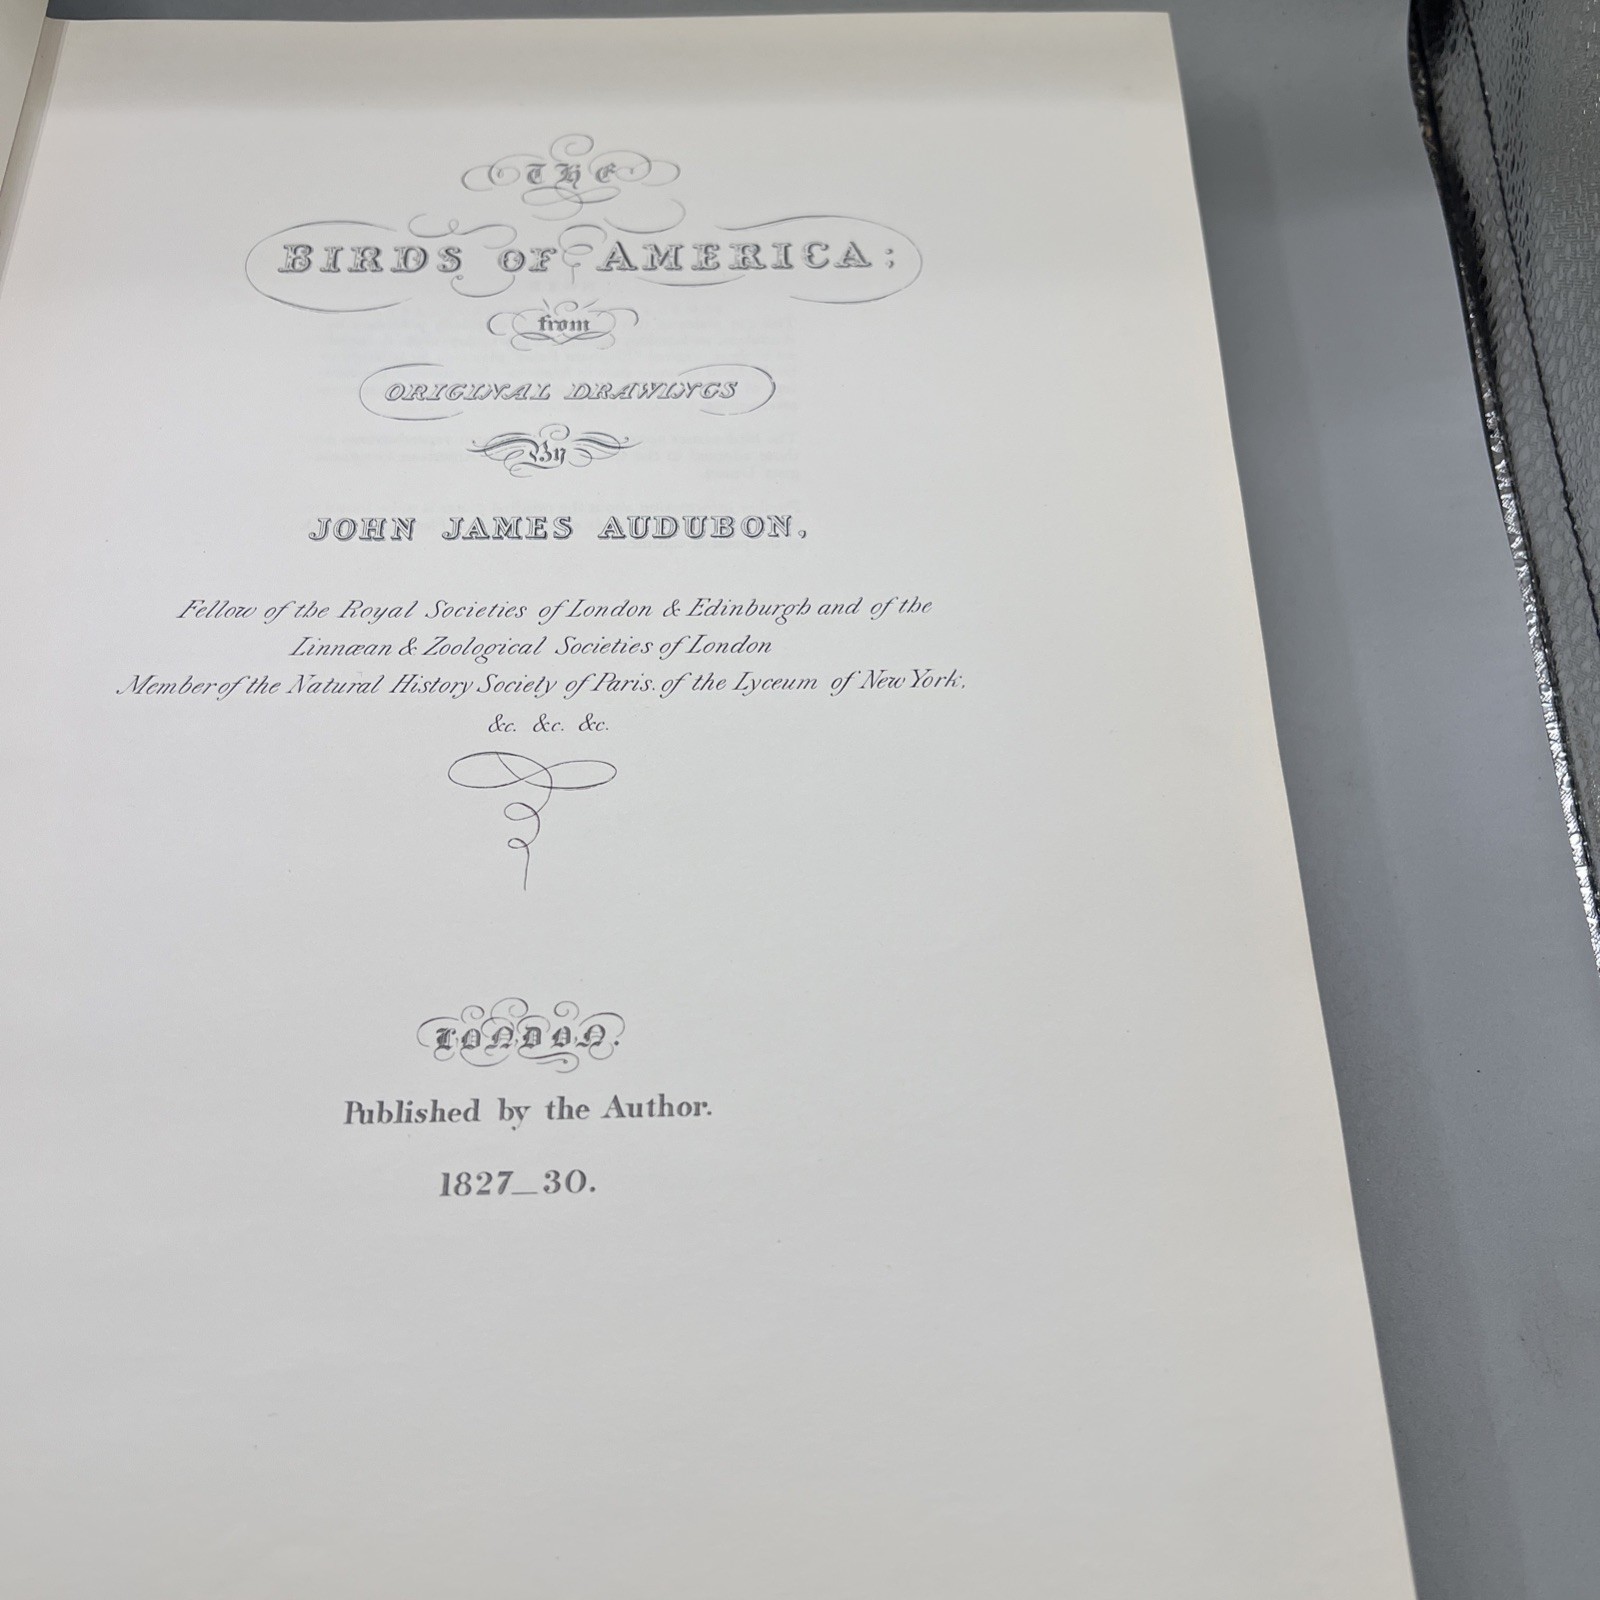 THE
BIRDS OF AMERICA;
from
ORIGINAL DRAWINGS
By
JOHN JAMES AUDUBON,
Fellow of the Royal Societies of London & Edinburgh and of the
Linnæan & Zoological Societies of London
Member of the Natural History Society of Paris. of the Lyceum of New York,
&c. &c. &c.
LONDON.
Published by the Author.
1827_30.